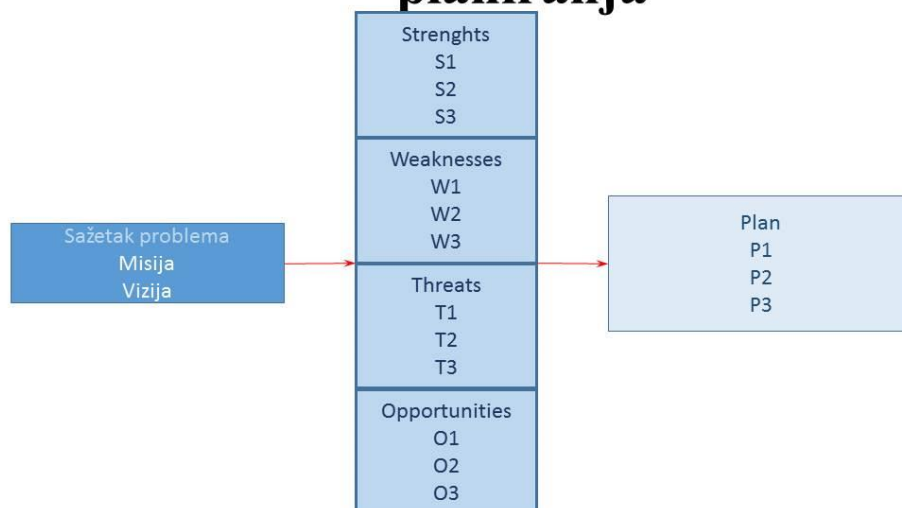 planiranja
Strenghts
S1
S2
S3
Weaknesses
W1
W2
W3
Sažetak problema
Misija
Vizija
Plan
P1
P2
P3
Threats
T1
T2
T3
Opportunities
O1
O2
O3